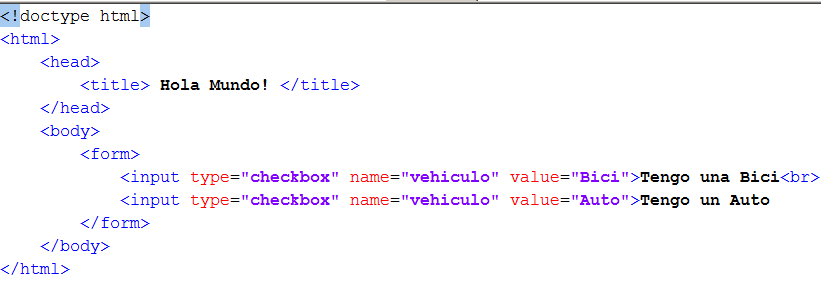 <!doctype html>
<html>
    <head>
        <title> Hola Mundo! </title>
    </head>
    <body>
        <form>
            <input type="checkbox" name="vehiculo" value="Bici">Tengo una Bici<br>
            <input type="checkbox" name="vehiculo" value="Auto">Tengo un Auto
        </form>
    </body>
</html>